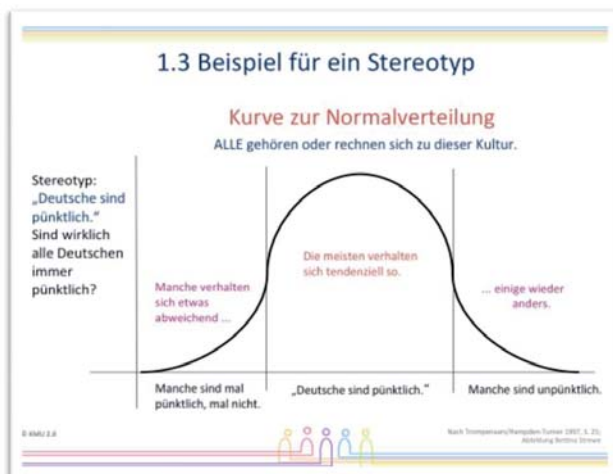 1.3 Beispiel für ein Stereotyp
Kurve zur Normalverteilung
ALLE gehören oder rechnen sich zu dieser Kultur.
Stereotyp:
„Deutsche sind
pünktlich.“
Sind wirklich
alle Deutschen
immer
pünktlich?
Manche verhalten
sich etwas
abweichend ...
Die meisten verhalten
sich tendenziell so.
... einige wieder
anders.
Manche sind mal
pünktlich, mal nicht.
„Deutsche sind pünktlich.“
Manche sind unpünktlich.
© KMU 2.0
Nach Trompenaars/Hampden-Turner 1997, S. 25;
Abbildung Bettina Strewe